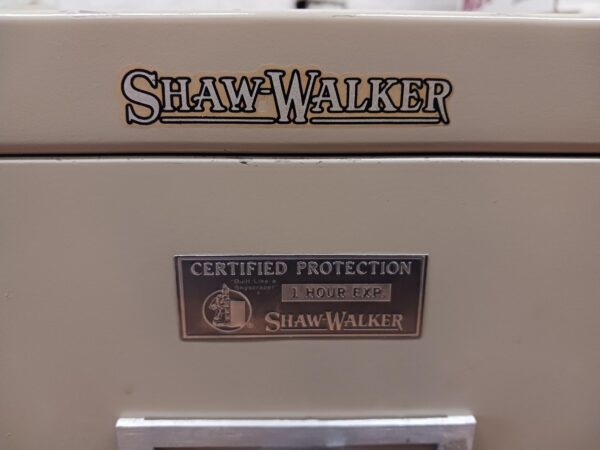 SHAW-WALKER
CERTIFIED PROTECTION
"Built Like a
Skyscraper"
1 HOUR EXP.
SHAW-WALKER